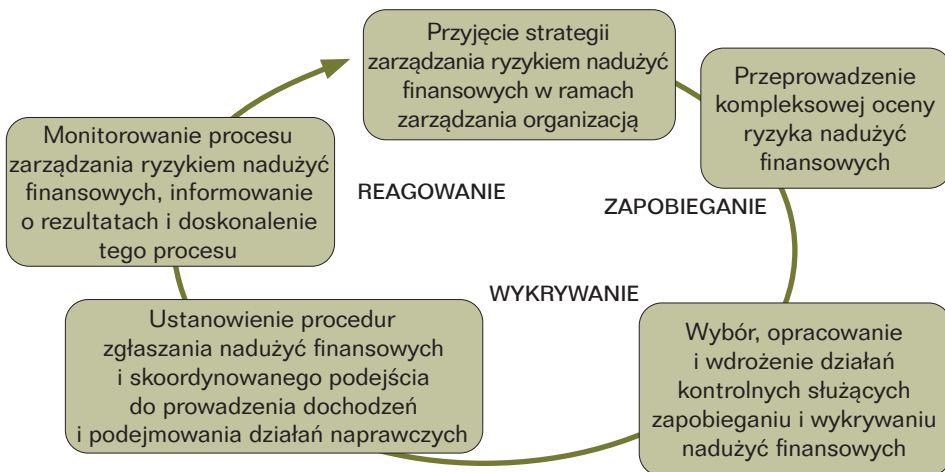 Przyjęcie strategii
zarządzania ryzykiem nadużyć
finansowych w ramach
zarządzania organizacją
Przeprowadzenie
kompleksowej oceny
ryzyka nadużyć
finansowych
Monitorowanie procesu
zarządzania ryzykiem nadużyć
finansowych, informowanie
o rezultatach i doskonalenie
tego procesu
REAGOWANIE
ZAPOBIEGANIE
WYKRYWANIE
Ustanowienie procedur
zgłaszania nadużyć finansowych
i skoordynowanego podejścia
do prowadzenia dochodzeń
i podejmowania działań naprawczych
Wybór, opracowanie
i wdrożenie działań
kontrolnych służących
zapobieganiu i wykrywaniu
nadużyć finansowych